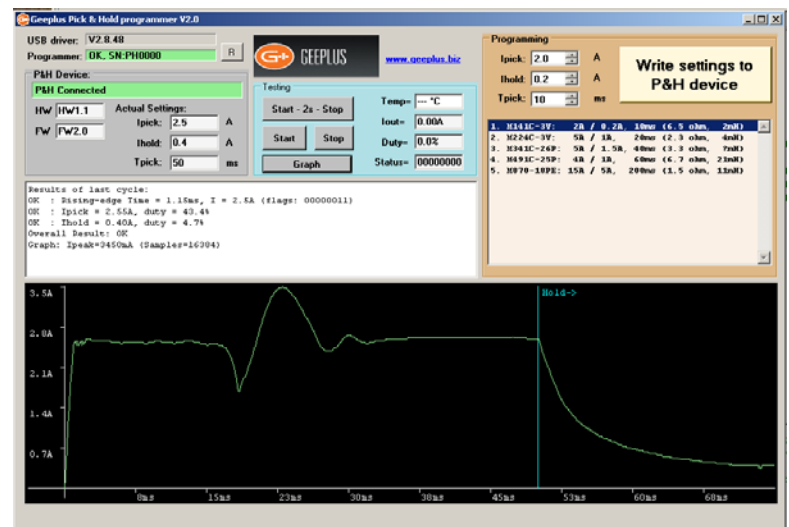 Geeplus Pick & Hold programmer V2.0
USB driver: V2.8.48
Programmer: OK, SN:PH0000 R
P&H Device:
P&H Connected
HW HW1.1 Actual Settings:
FW FW2.0
Ipick: 2.5 A
Ihold: 0.4 A
Tpick: 50 ms
G+ GEEPLUS
www.geeplus.biz
Testing
Start - 2s - Stop
Start Stop
Graph
Temp= --- °C
Iout= 0.00A
Duty= 0.0%
Status= 00000000
Programming
Ipick: 2.0 A
Ihold: 0.2 A
Tpick: 10 ms
Write settings to
P&H device
1. M141C-3V: 2A / 0.2A, 10ms (6.5 ohm, 2mH)
2. M224C-3V: 5A / 1A, 20ms (2.3 ohm, 4mH)
3. M341C-26P: 5A / 1.5A, 40ms (3.3 ohm, 7mH)
4. M491C-25P: 4A / 1A, 60ms (6.7 ohm, 21mH)
5. M870-18PE: 15A / 5A, 200ms (1.5 ohm, 11mH)
Results of last cycle:
OK : Rising-edge Time = 1.15ms, I = 2.5A (flags: 00000011)
OK : Ipick = 2.55A, duty = 43.4%
OK : Ihold = 0.40A, duty = 4.7%
Overall Result: OK
Graph: Ipeak=3450mA (Samples=16384)
3.5A
2.8A
2.1A
1.4A
0.7A
Hold->
8ms 15ms 23ms 30ms 38ms 45ms 53ms 60ms 68ms